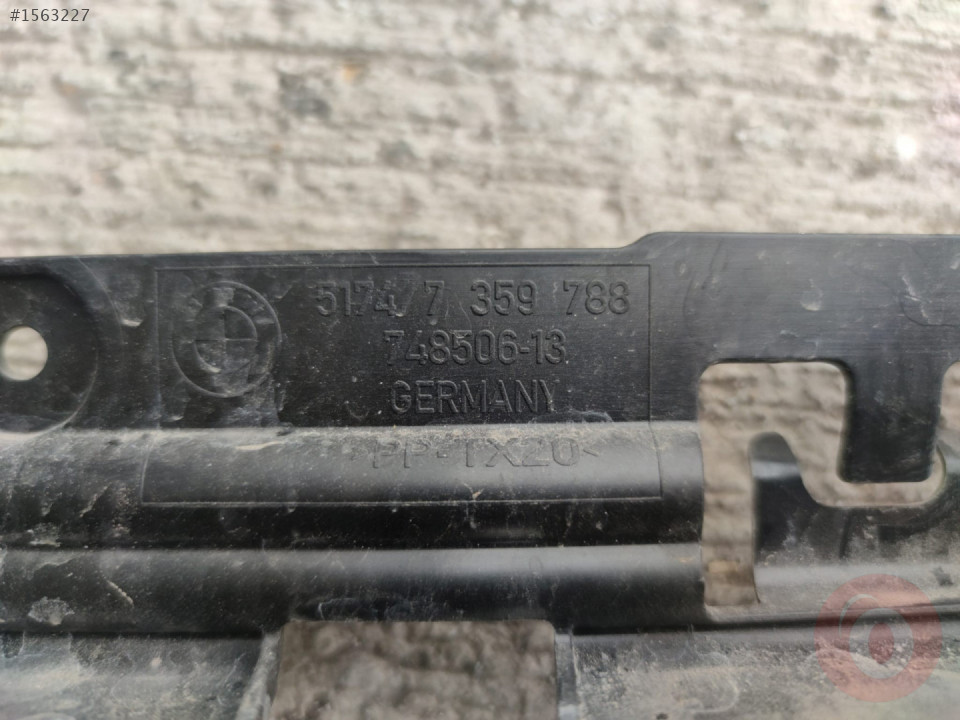 #1563227
5174 7 359 788
748506-13
GERMANY
>PP-TX20<